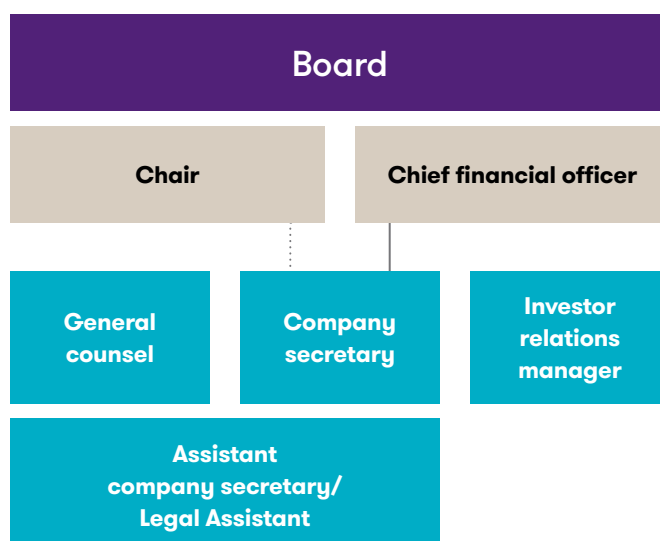 Board
Chair
Chief financial officer
General
counsel
Company
secretary
Investor
relations
manager
Assistant
company secretary/
Legal Assistant